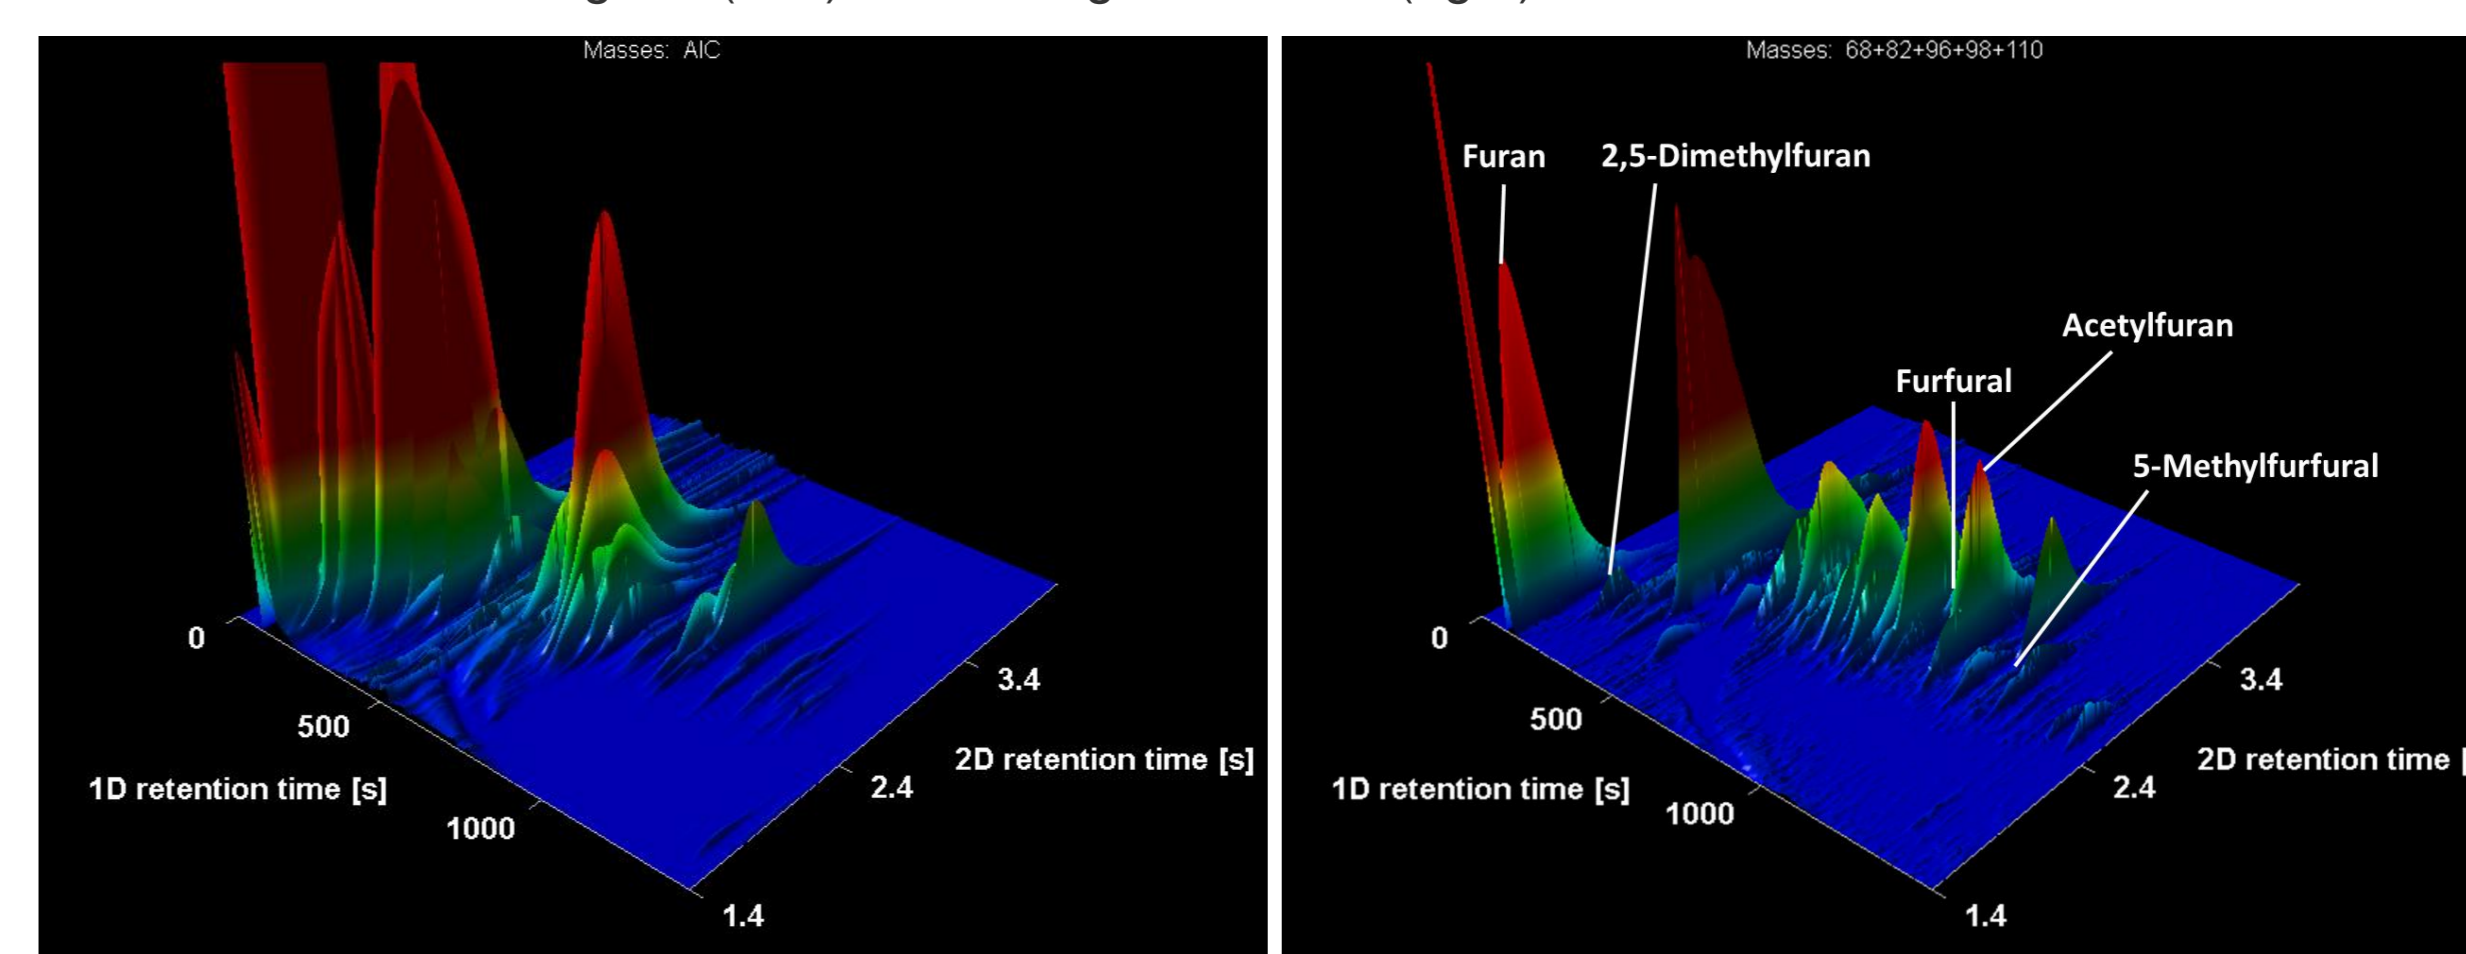 Masses: AIC
0
500
1000
1D retention time [s]
1.4
2.4
3.4
2D retention time [s]
Masses: 68+82+96+98+110
Furan
2,5-Dimethylfuran
Acetylfuran
Furfural
5-Methylfurfural
0
500
1000
1D retention time [s]
1.4
2.4
3.4
2D retention time [